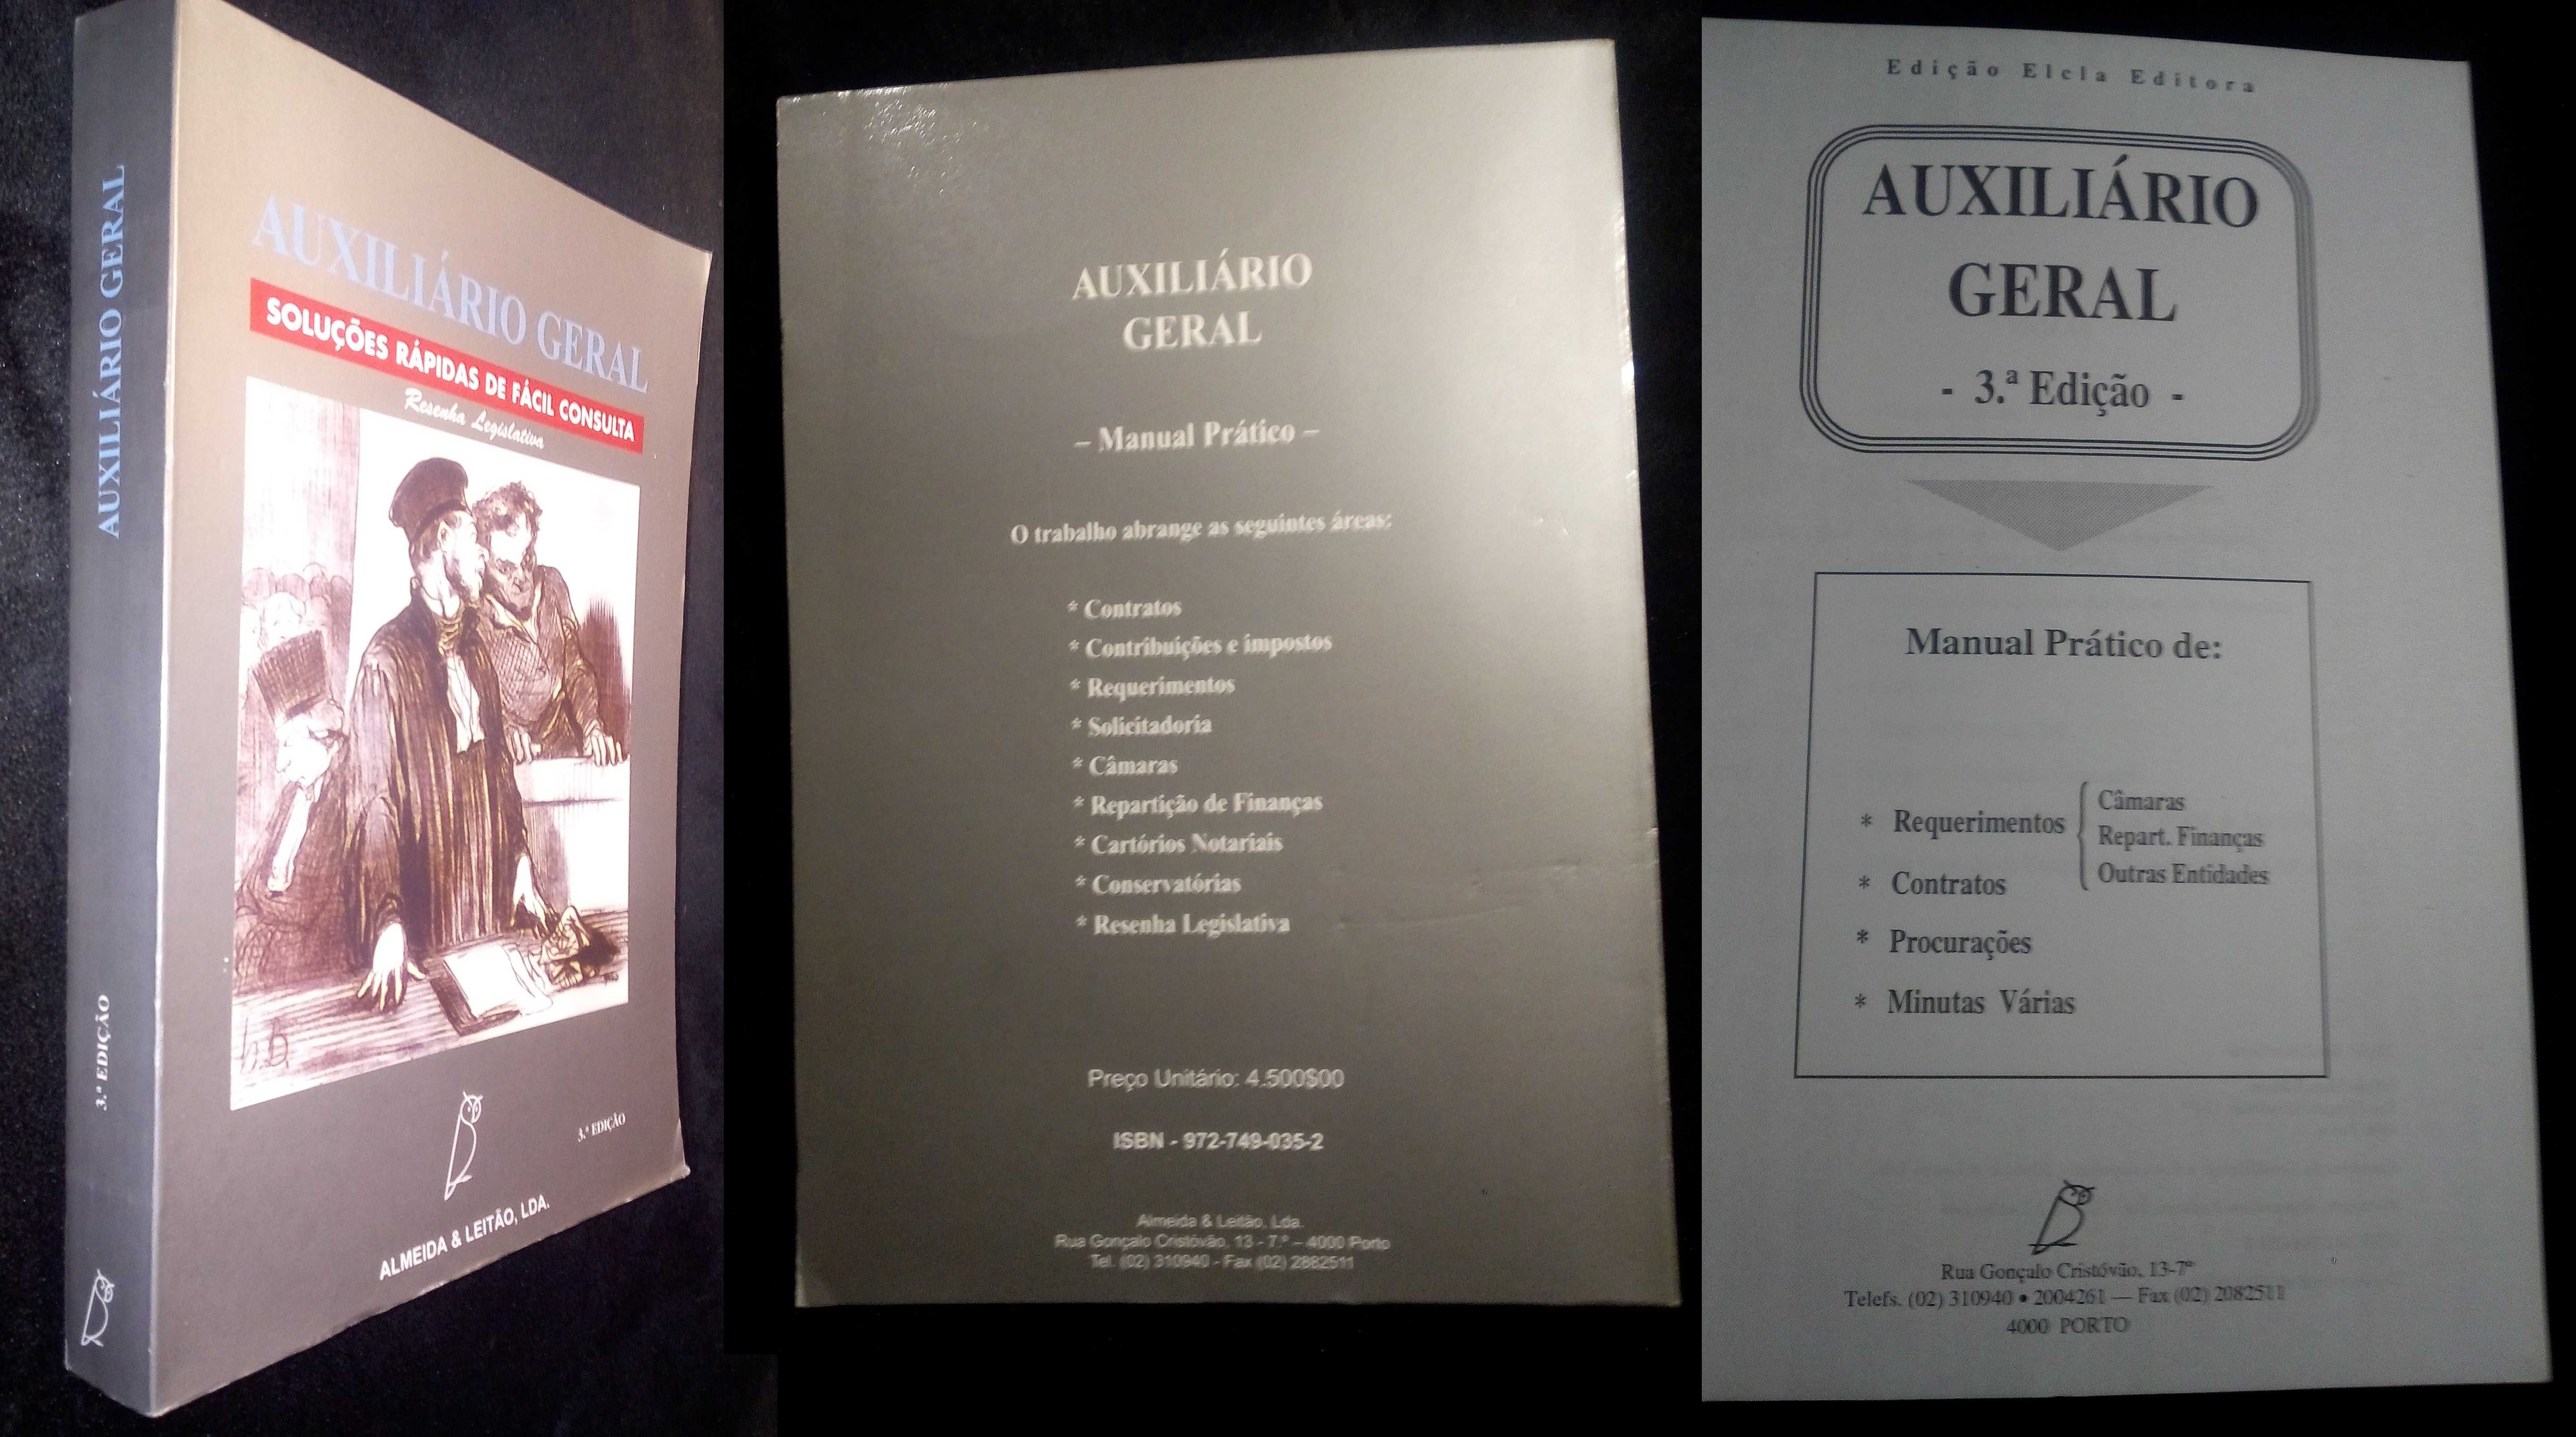 AUXILIÁRIO GERAL
3.ª EDIÇÃO
AUXILIÁRIO GERAL
SOLUÇÕES RÁPIDAS DE FÁCIL CONSULTA
Resenha Legislativa
h.D.
3.ª EDIÇÃO
ALMEIDA & LEITÃO, LDA.
AUXILIÁRIO
GERAL
– Manual Prático –
O trabalho abrange as seguintes áreas:
* Contratos
* Contribuições e impostos
* Requerimentos
* Solicitadoria
* Câmaras
* Repartição de Finanças
* Cartórios Notariais
* Conservatórias
* Resenha Legislativa
Preço Unitário: 4.500$00
ISBN - 972-749-035-2
Almeida & Leitão, Lda.
Rua Gonçalo Cristóvão, 13 - 7.º – 4000 Porto
Tel. (02) 310940 - Fax (02) 2882511
Edição Elcla Editora
AUXILIÁRIO
GERAL
- 3.ª Edição -
Manual Prático de:
* Requerimentos
Câmaras
Repart. Finanças
Outras Entidades
* Contratos
* Procurações
* Minutas Várias
Rua Gonçalo Cristóvão, 13-7º
Telefs. (02) 310940 • 2004261 — Fax (02) 2082511
4000 PORTO